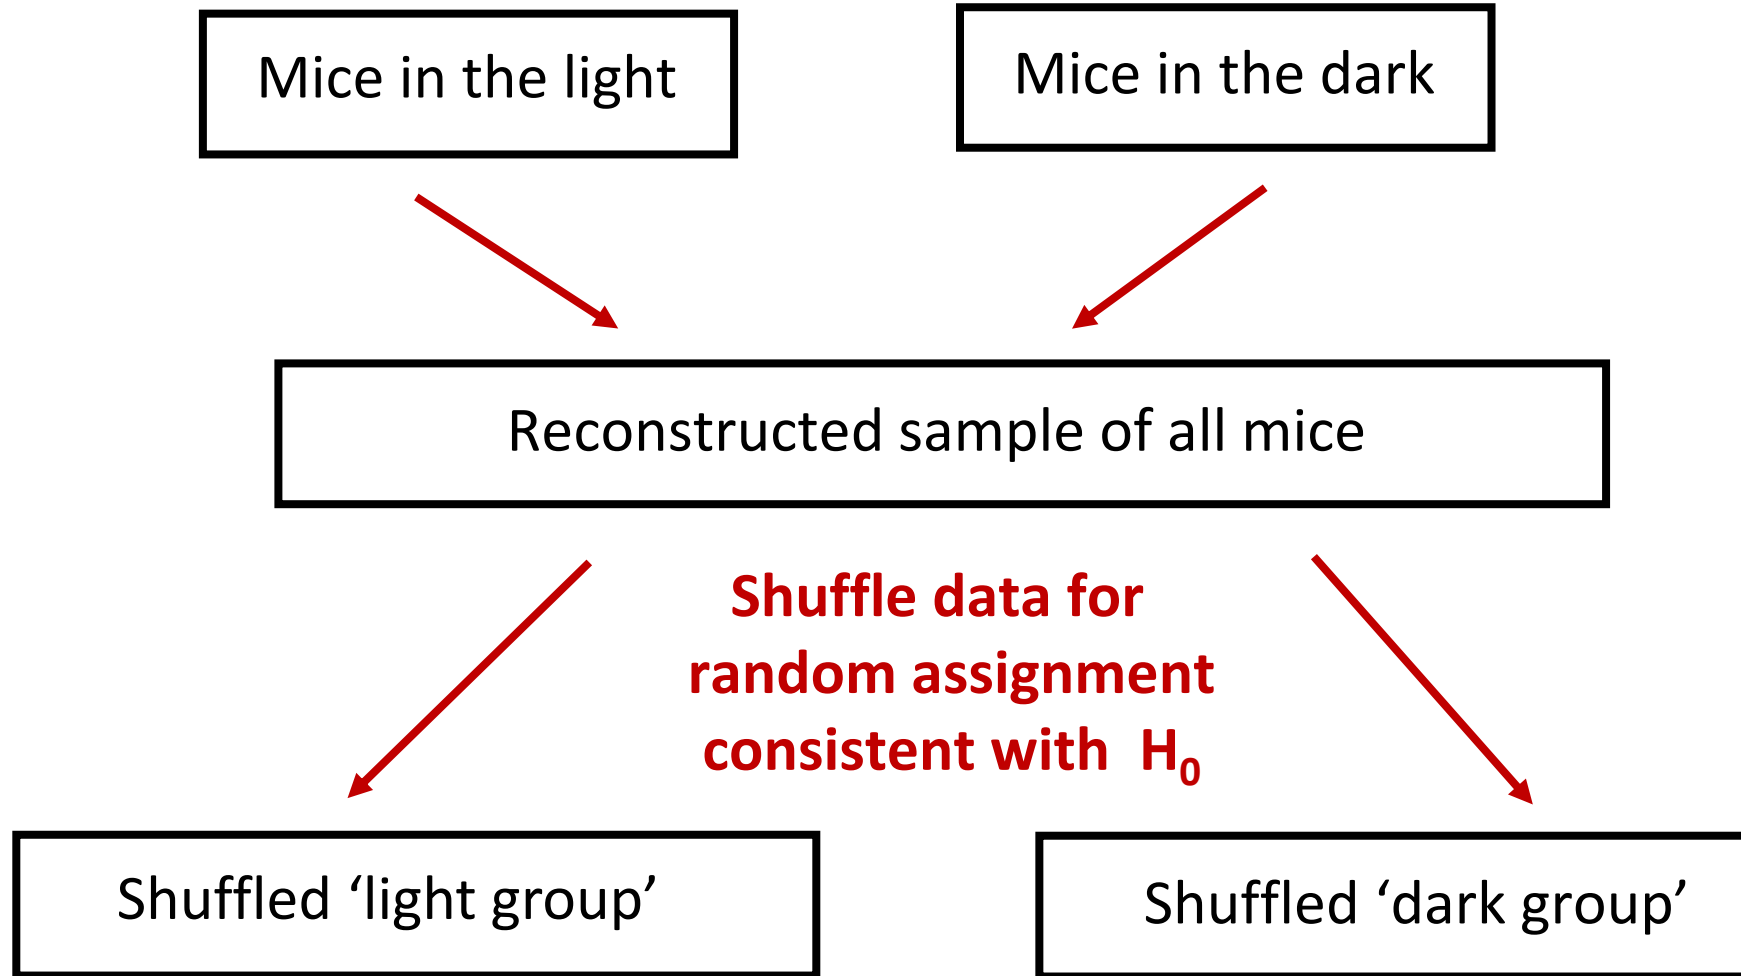 Mice in the light
Mice in the dark
Reconstructed sample of all mice
Shuffle data for
random assignment
consistent with H₀
Shuffled ‘light group’
Shuffled ‘dark group’